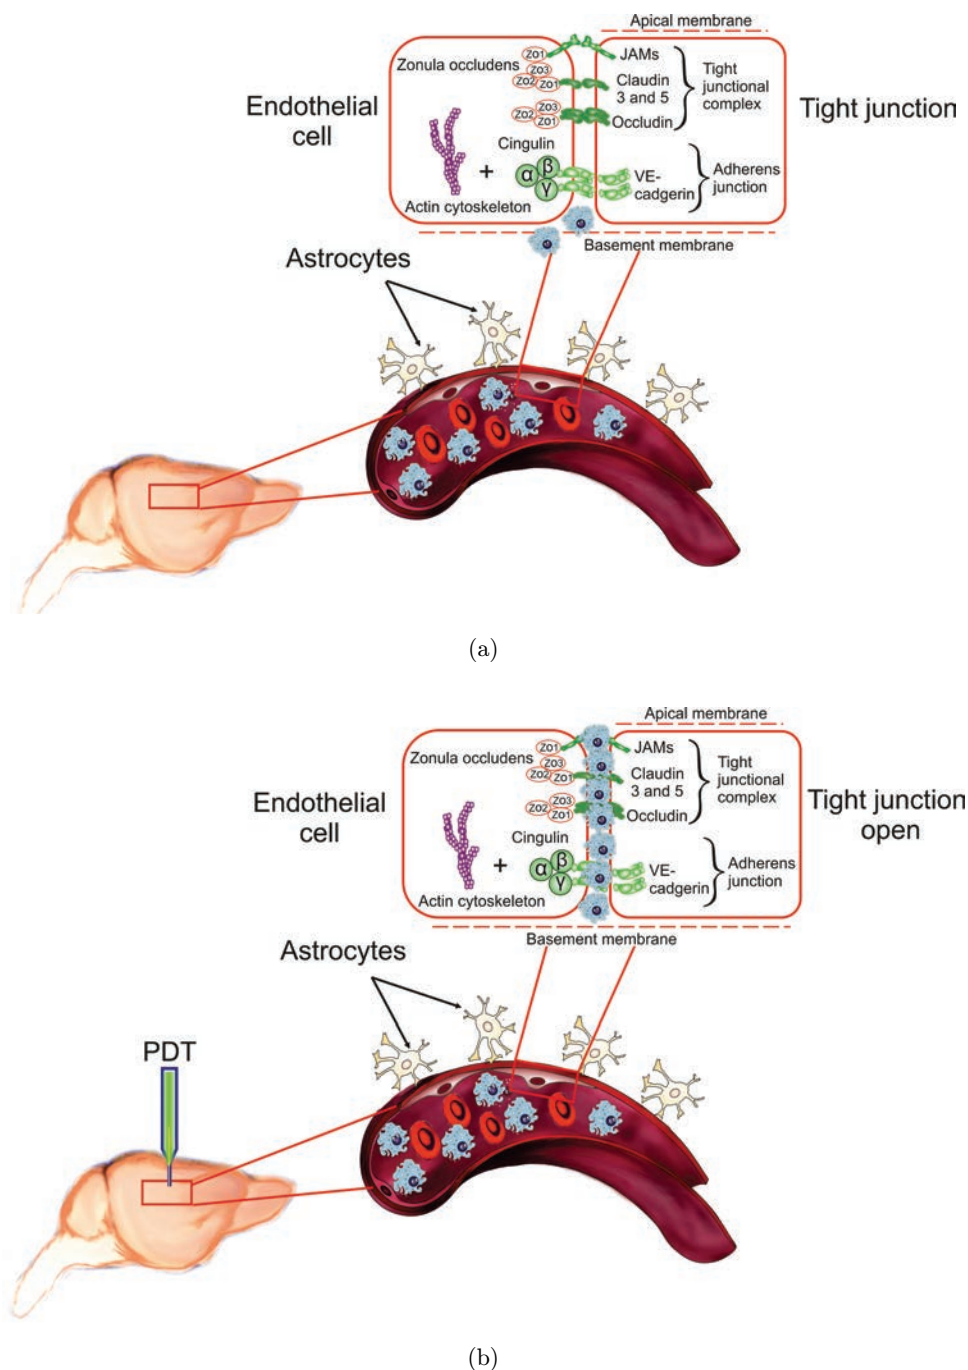 Apical membrane
Zonula occludens
ZO1
JAMs
ZO3
ZO2
ZO1
Claudin
3 and 5
Tight
junctional
complex
ZO3
ZO2
ZO1
Occludin
Endothelial
cell
Tight junction
Cingulin
+
α
β
γ
VE-
cadgerin
Adherens
junction
Actin cytoskeleton
Basement membrane
Astrocytes
(a)
Apical membrane
Zonula occludens
ZO1
JAMs
ZO3
ZO2
ZO1
Claudin
3 and 5
Tight
junctional
complex
ZO3
ZO2
ZO1
Occludin
Endothelial
cell
Tight junction
open
Cingulin
+
α
β
γ
VE-
cadgerin
Adherens
junction
Actin cytoskeleton
Basement membrane
Astrocytes
PDT
(b)